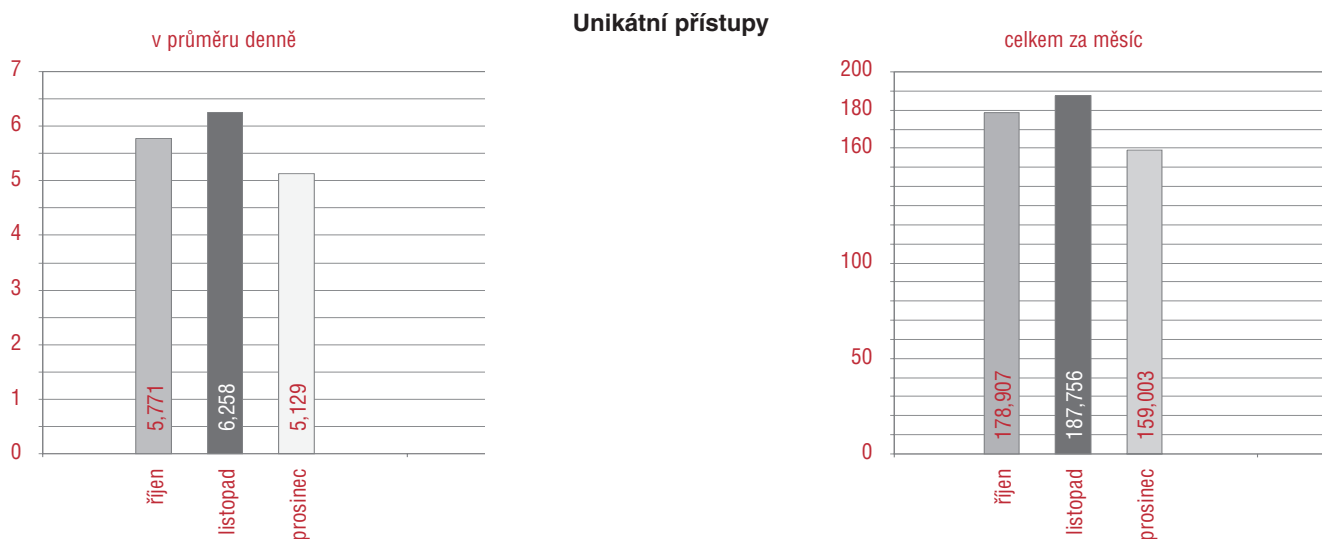 Unikátní přístupy
v průměru denně
7
6
5
4
3
2
1
0
5,771
6,258
5,129
říjen
listopad
prosinec
celkem za měsíc
200
180
160
100
50
0
178,907
187,756
159,003
říjen
listopad
prosinec